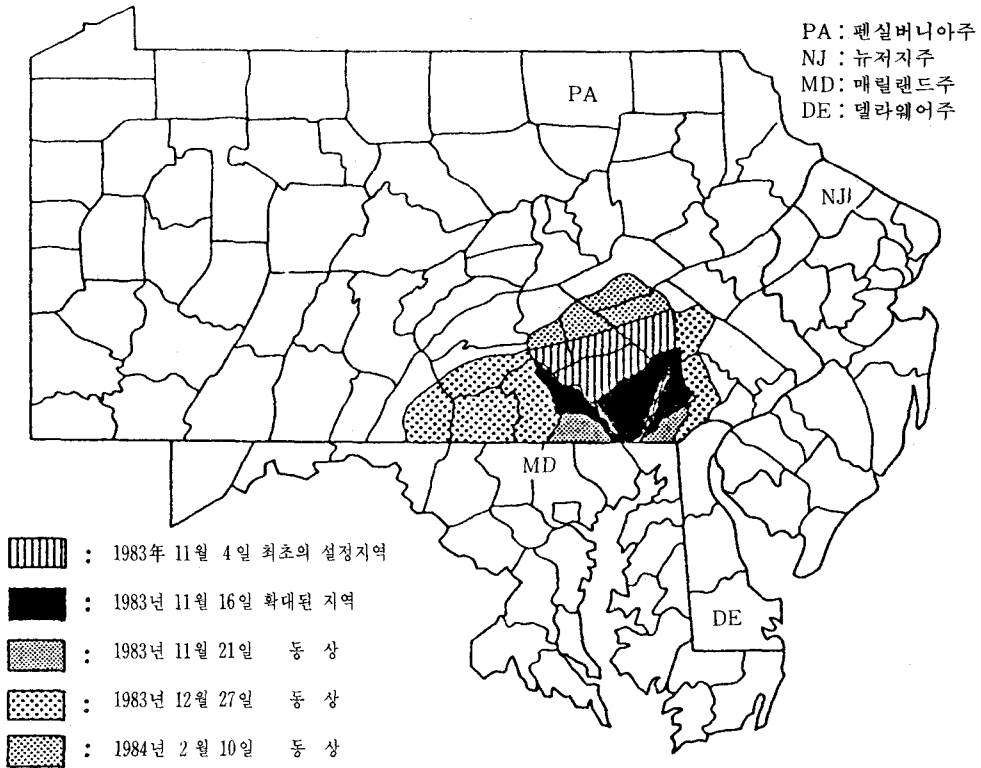 PA : 펜실버니아주
NJ : 뉴저지주
MD : 매릴랜드주
DE : 델라웨어주
PA
NJ
MD
DE
: 1983年 11월 4일 최초의 설정지역
: 1983년 11월 16일 확대된 지역
: 1983년 11월 21일 동 상
: 1983년 12월 27일 동 상
: 1984년 2월 10일 동 상